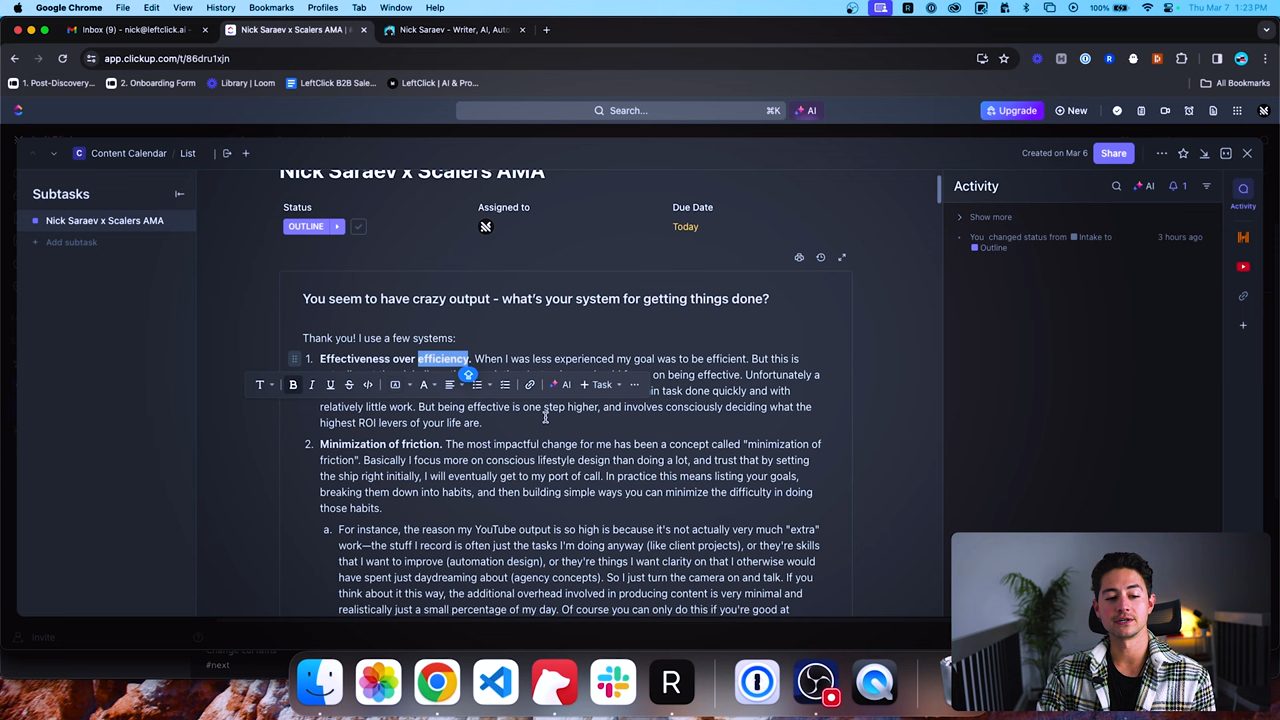 Google Chrome File Edit View History Bookmarks Profiles Tab Window Help 100% Thu Mar 7 1:23 PM
Inbox (9) - nick@leftclick.ai - Nick Saraev x Scalers AMA | Nick Saraev - Writer, AI, Auto
app.clickup.com/t/86dru1xjn
1. Post-Discovery... 2. Onboarding Form Library | Loom LeftClick B2B Sale... LeftClick | AI & Pro... All Bookmarks
Search... ⌘K AI Upgrade New
Content Calendar / List Created on Mar 6 Share
Subtasks
Nick Saraev x Scalers AMA
Add subtask
Nick Saraev x Scalers AMA
Status Assigned to Due Date
OUTLINE Today
You seem to have crazy output - what's your system for getting things done?
Thank you! I use a few systems:
1. Effectiveness over efficiency. When I was less experienced my goal was to be efficient. But this is
on being effective. Unfortunately a
in task done quickly and with
relatively little work. But being effective is one step higher, and involves consciously deciding what the
highest ROI levers of your life are.
T B I U S A AI Task
2. Minimization of friction. The most impactful change for me has been a concept called "minimization of
friction". Basically I focus more on conscious lifestyle design than doing a lot, and trust that by setting
the ship right initially, I will eventually get to my port of call. In practice this means listing your goals,
breaking them down into habits, and then building simple ways you can minimize the difficulty in doing
those habits.
a. For instance, the reason my YouTube output is so high is because it's not actually very much "extra"
work—the stuff I record is often just the tasks I'm doing anyway (like client projects), or they're skills
that I want to improve (automation design), or they're things I want clarity on that I otherwise would
have spent just daydreaming about (agency concepts). So I just turn the camera on and talk. If you
think about it this way, the additional overhead involved in producing content is very minimal and
realistically just a small percentage of my day. Of course you can only do this if you're good at
Activity
AI 1
Show more
You changed status from Intake to 3 hours ago
Outline
Activity
Invite
#next
R